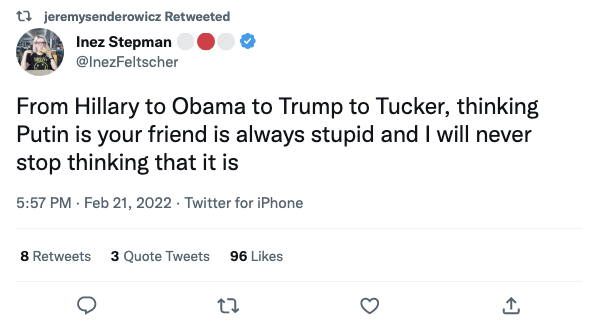 jeremysenderowicz Retweeted
Inez Stepman
@InezFeltscher
From Hillary to Obama to Trump to Tucker, thinking
Putin is your friend is always stupid and I will never
stop thinking that it is
5:57 PM · Feb 21, 2022 · Twitter for iPhone
8 Retweets 3 Quote Tweets 96 Likes